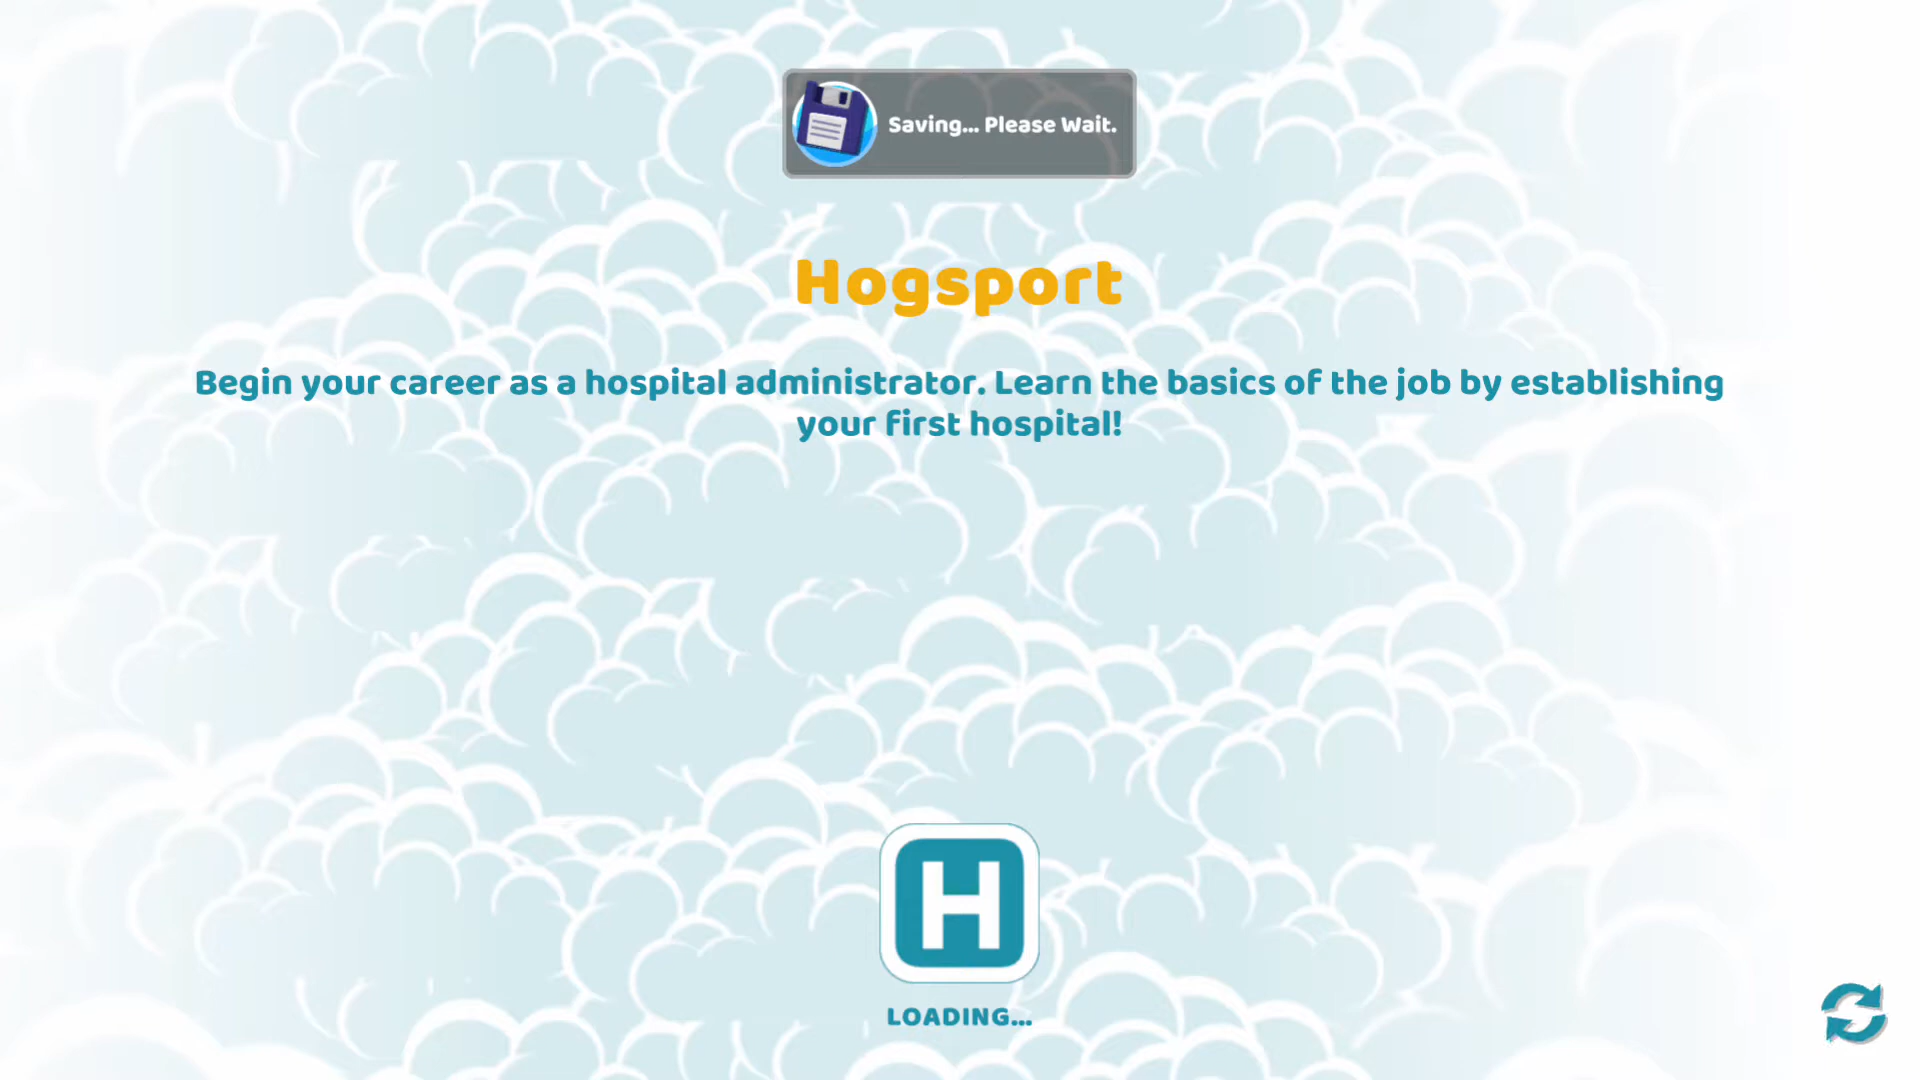 Saving... Please Wait.
Hogsport
Begin your career as a hospital administrator. Learn the basics of the job by establishing
your first hospital!
H
LOADING...